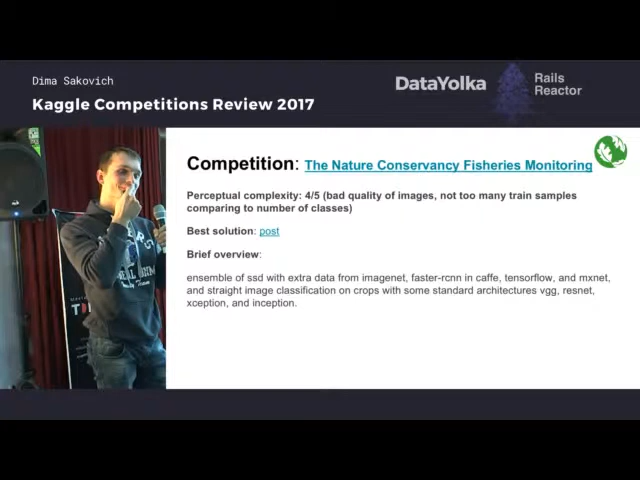 Dima Sakovich
Kaggle Competitions Review 2017
DataYolka
Rails
Reactor
Competition: The Nature Conservancy Fisheries Monitoring
Perceptual complexity: 4/5 (bad quality of images, not too many train samples
comparing to number of classes)
Best solution: post
Brief overview:
ensemble of ssd with extra data from imagenet, faster-rcnn in caffe, tensorflow, and mxnet,
and straight image classification on crops with some standard architectures vgg, resnet,
xception, and inception.